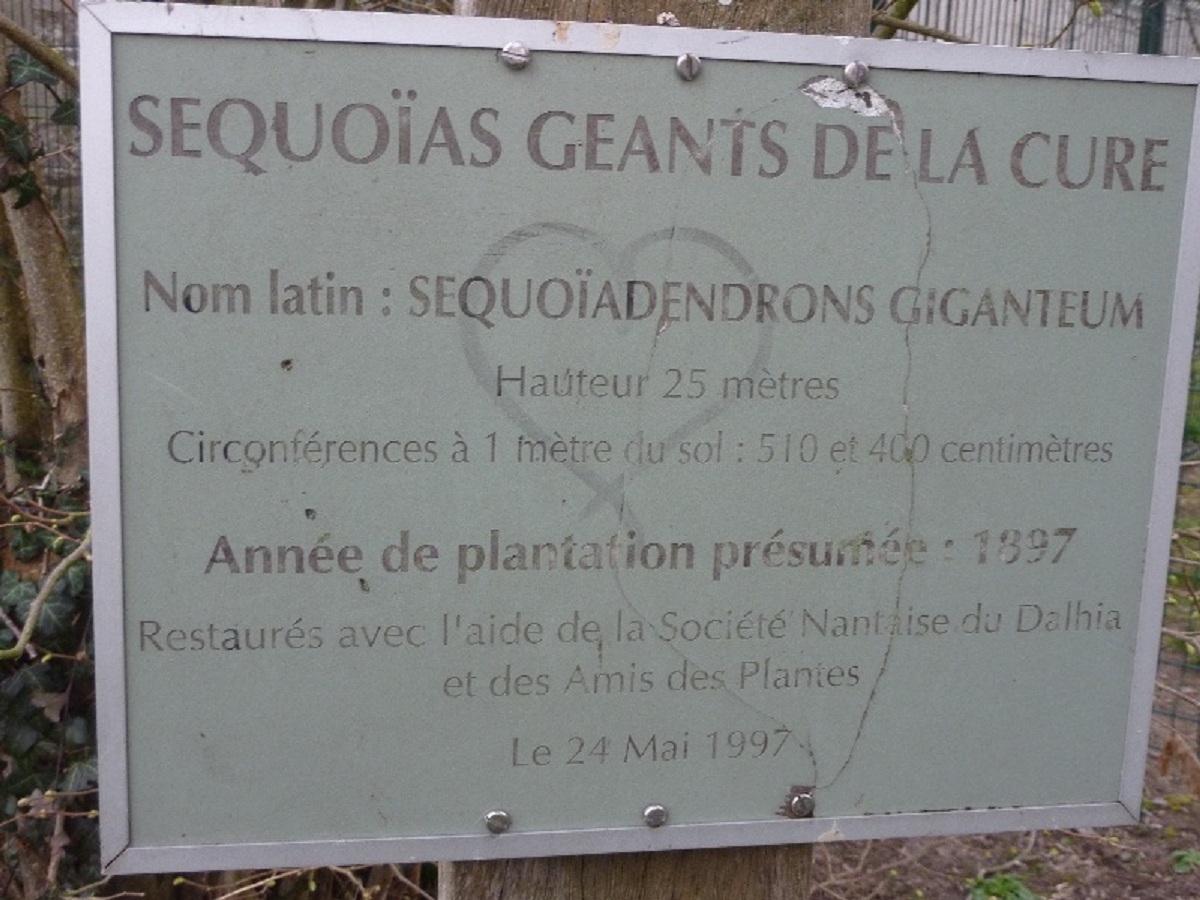 SEQUOÏAS GEANTS DE LA CURE
Nom latin : SEQUOÏADENDRONS GIGANTEUM
Hauteur 25 mètres
Circonférences à 1 mètre du sol : 510 et 400 centimètres
Année de plantation présumée : 1897
Restaurés avec l'aide de la Société Nantaise du Dalhia
et des Amis des Plantes
Le 24 Mai 1997